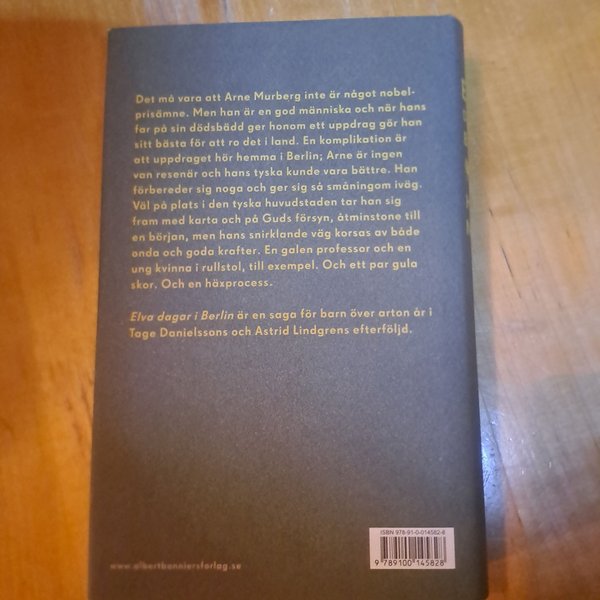 Det må vara att Arne Murberg inte är något nobel-
prisämne. Men han är en god människa och när hans
far på sin dödsbädd ger honom ett uppdrag gör han
sitt bästa för att ro det i land. En komplikation är
att uppdraget hör hemma i Berlin; Arne är ingen
van resenär och hans tyska kunde vara bättre. Han
förbereder sig noga och ger sig så småningom iväg.
Väl på plats i den tyska huvudstaden tar han sig
fram med karta och på Guds försyn, åtminstone till
en början, men hans snirklande väg korsas av både
onda och goda krafter. En galen professor och en
ung kvinna i rullstol, till exempel. Och ett par gula
skor. Och en häxprocess.
Elva dagar i Berlin är en saga för barn över arton år i
Tage Danielssons och Astrid Lindgrens efterföljd.
ISBN 978-91-0-014582-8
9 789100 145828
www.albertbonniersforlag.se